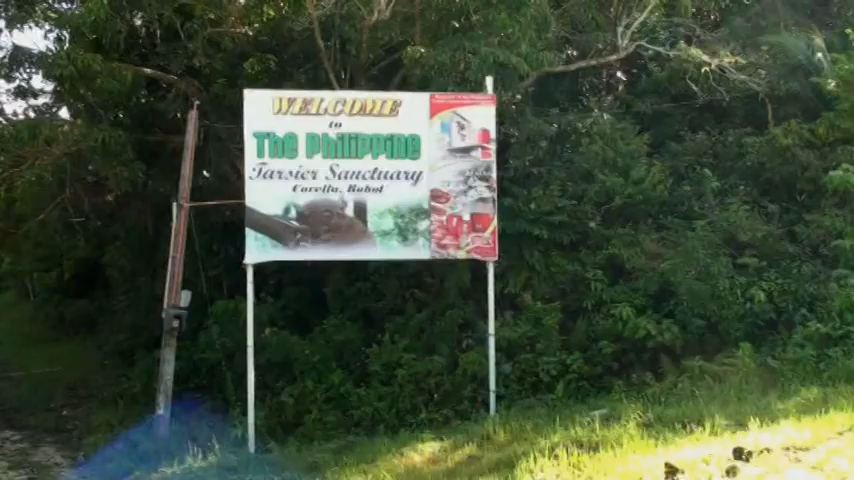 WELCOME
to
The Philippine
Tarsier Sanctuary
Corella, Bohol